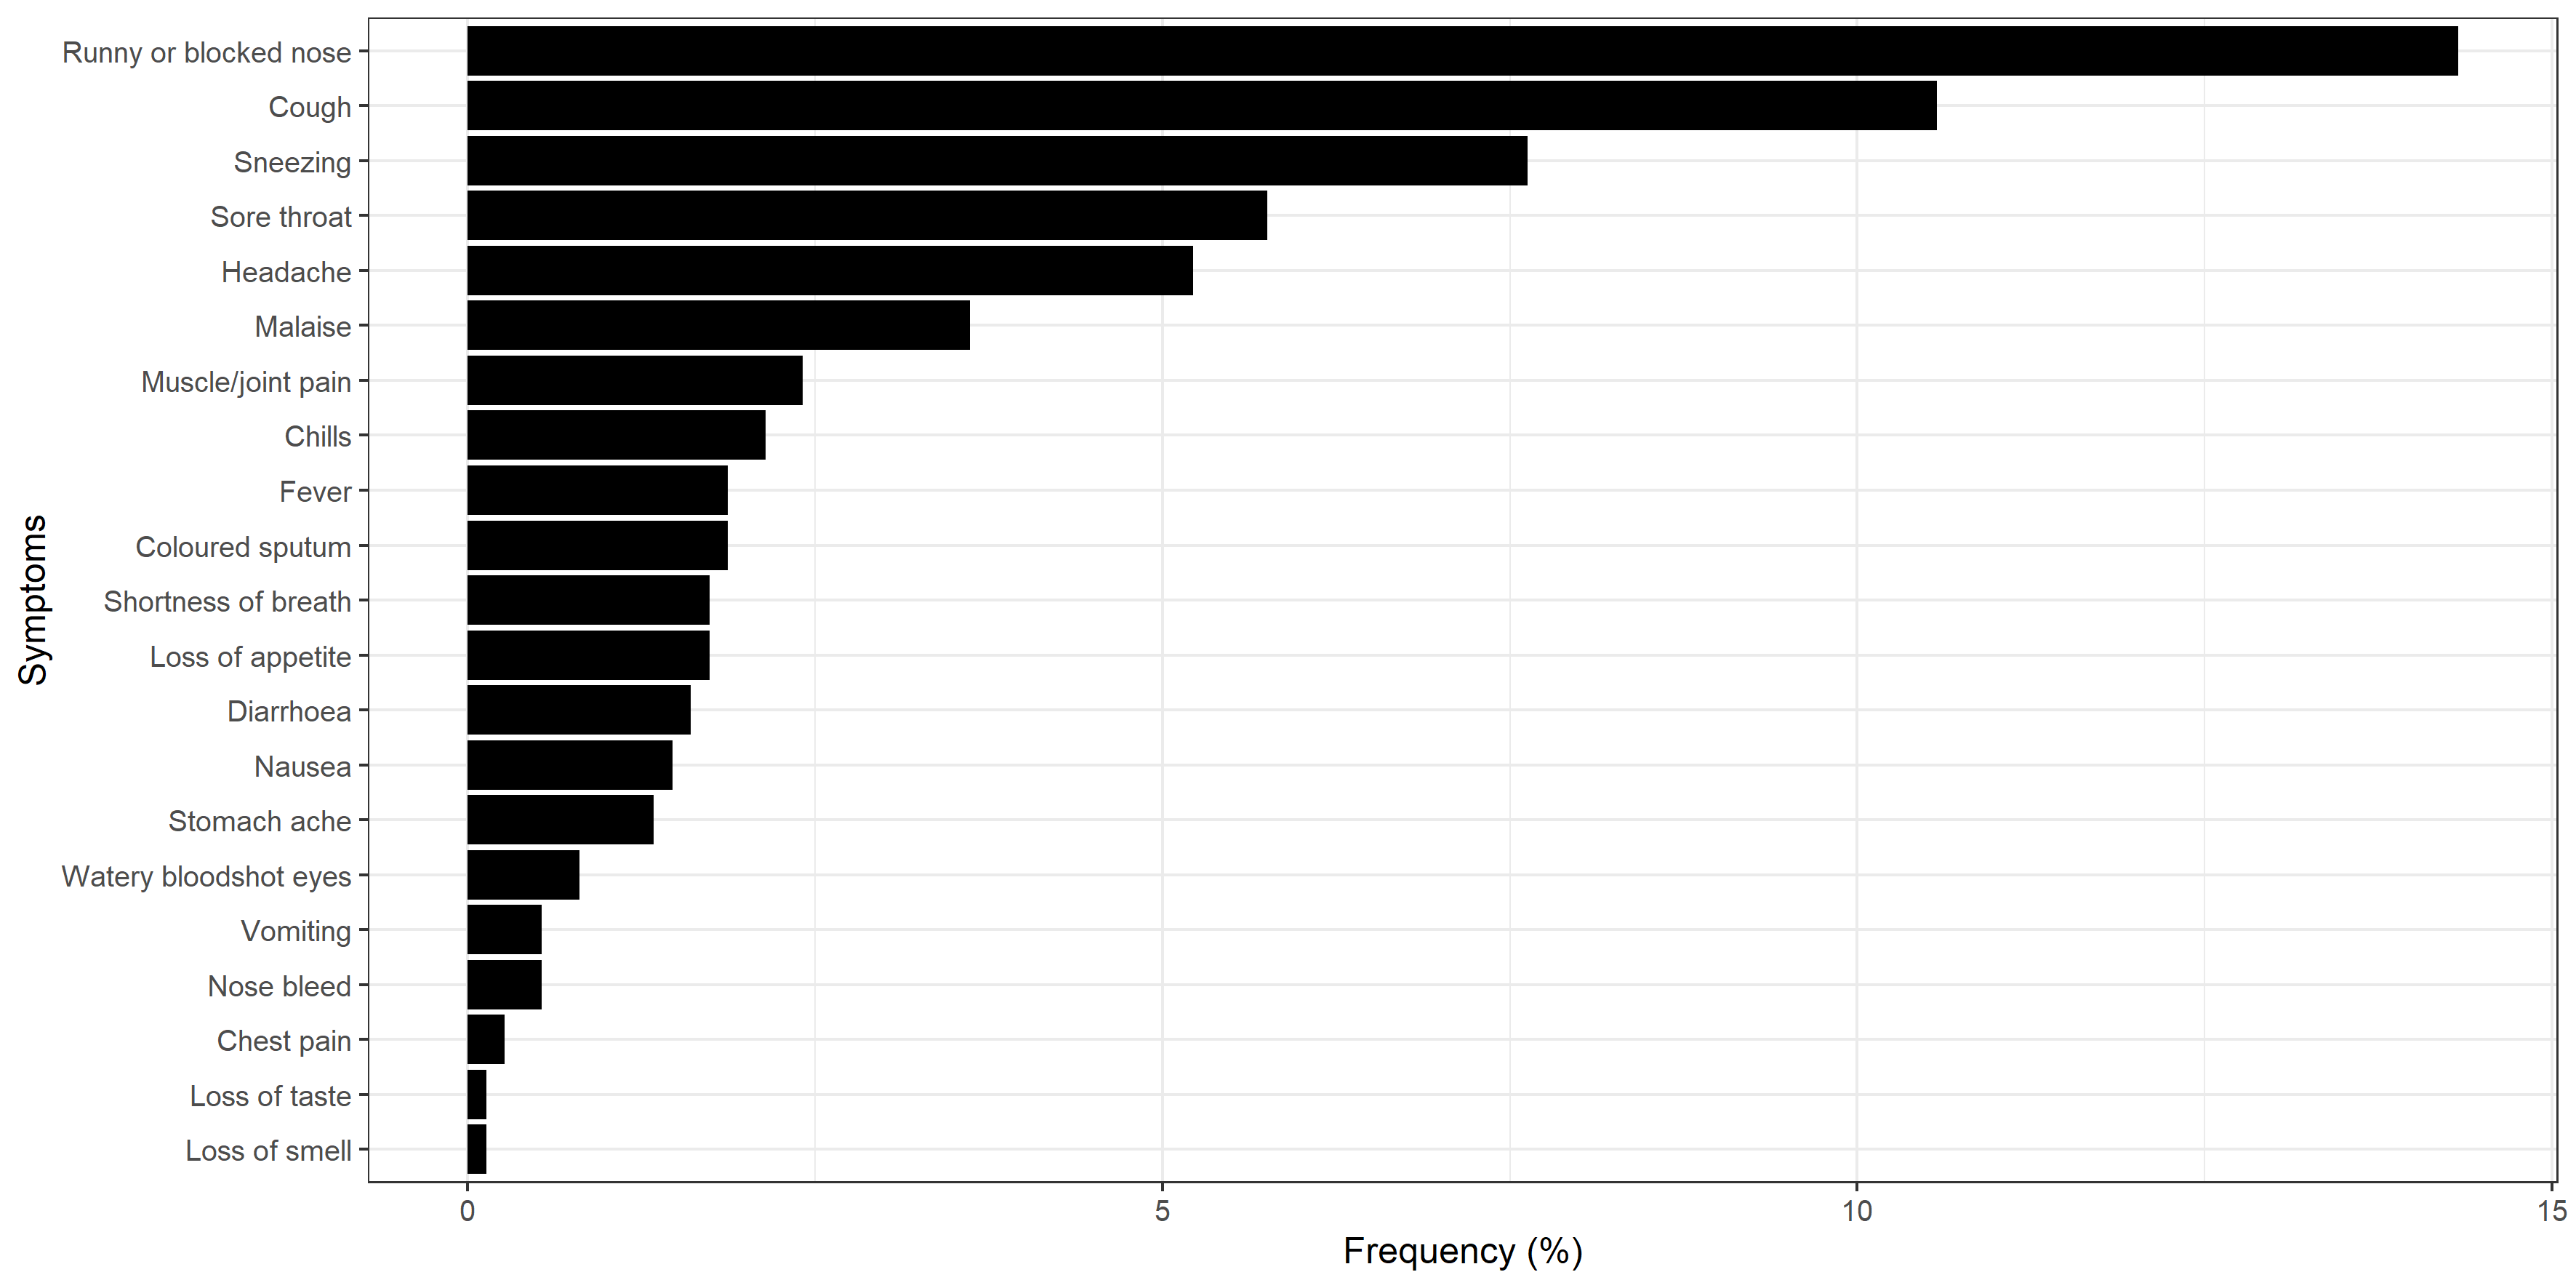 Symptoms
Runny or blocked nose
Cough
Sneezing
Sore throat
Headache
Malaise
Muscle/joint pain
Chills
Fever
Coloured sputum
Shortness of breath
Loss of appetite
Diarrhoea
Nausea
Stomach ache
Watery bloodshot eyes
Vomiting
Nose bleed
Chest pain
Loss of taste
Loss of smell
0 5 10 15
Frequency (%)